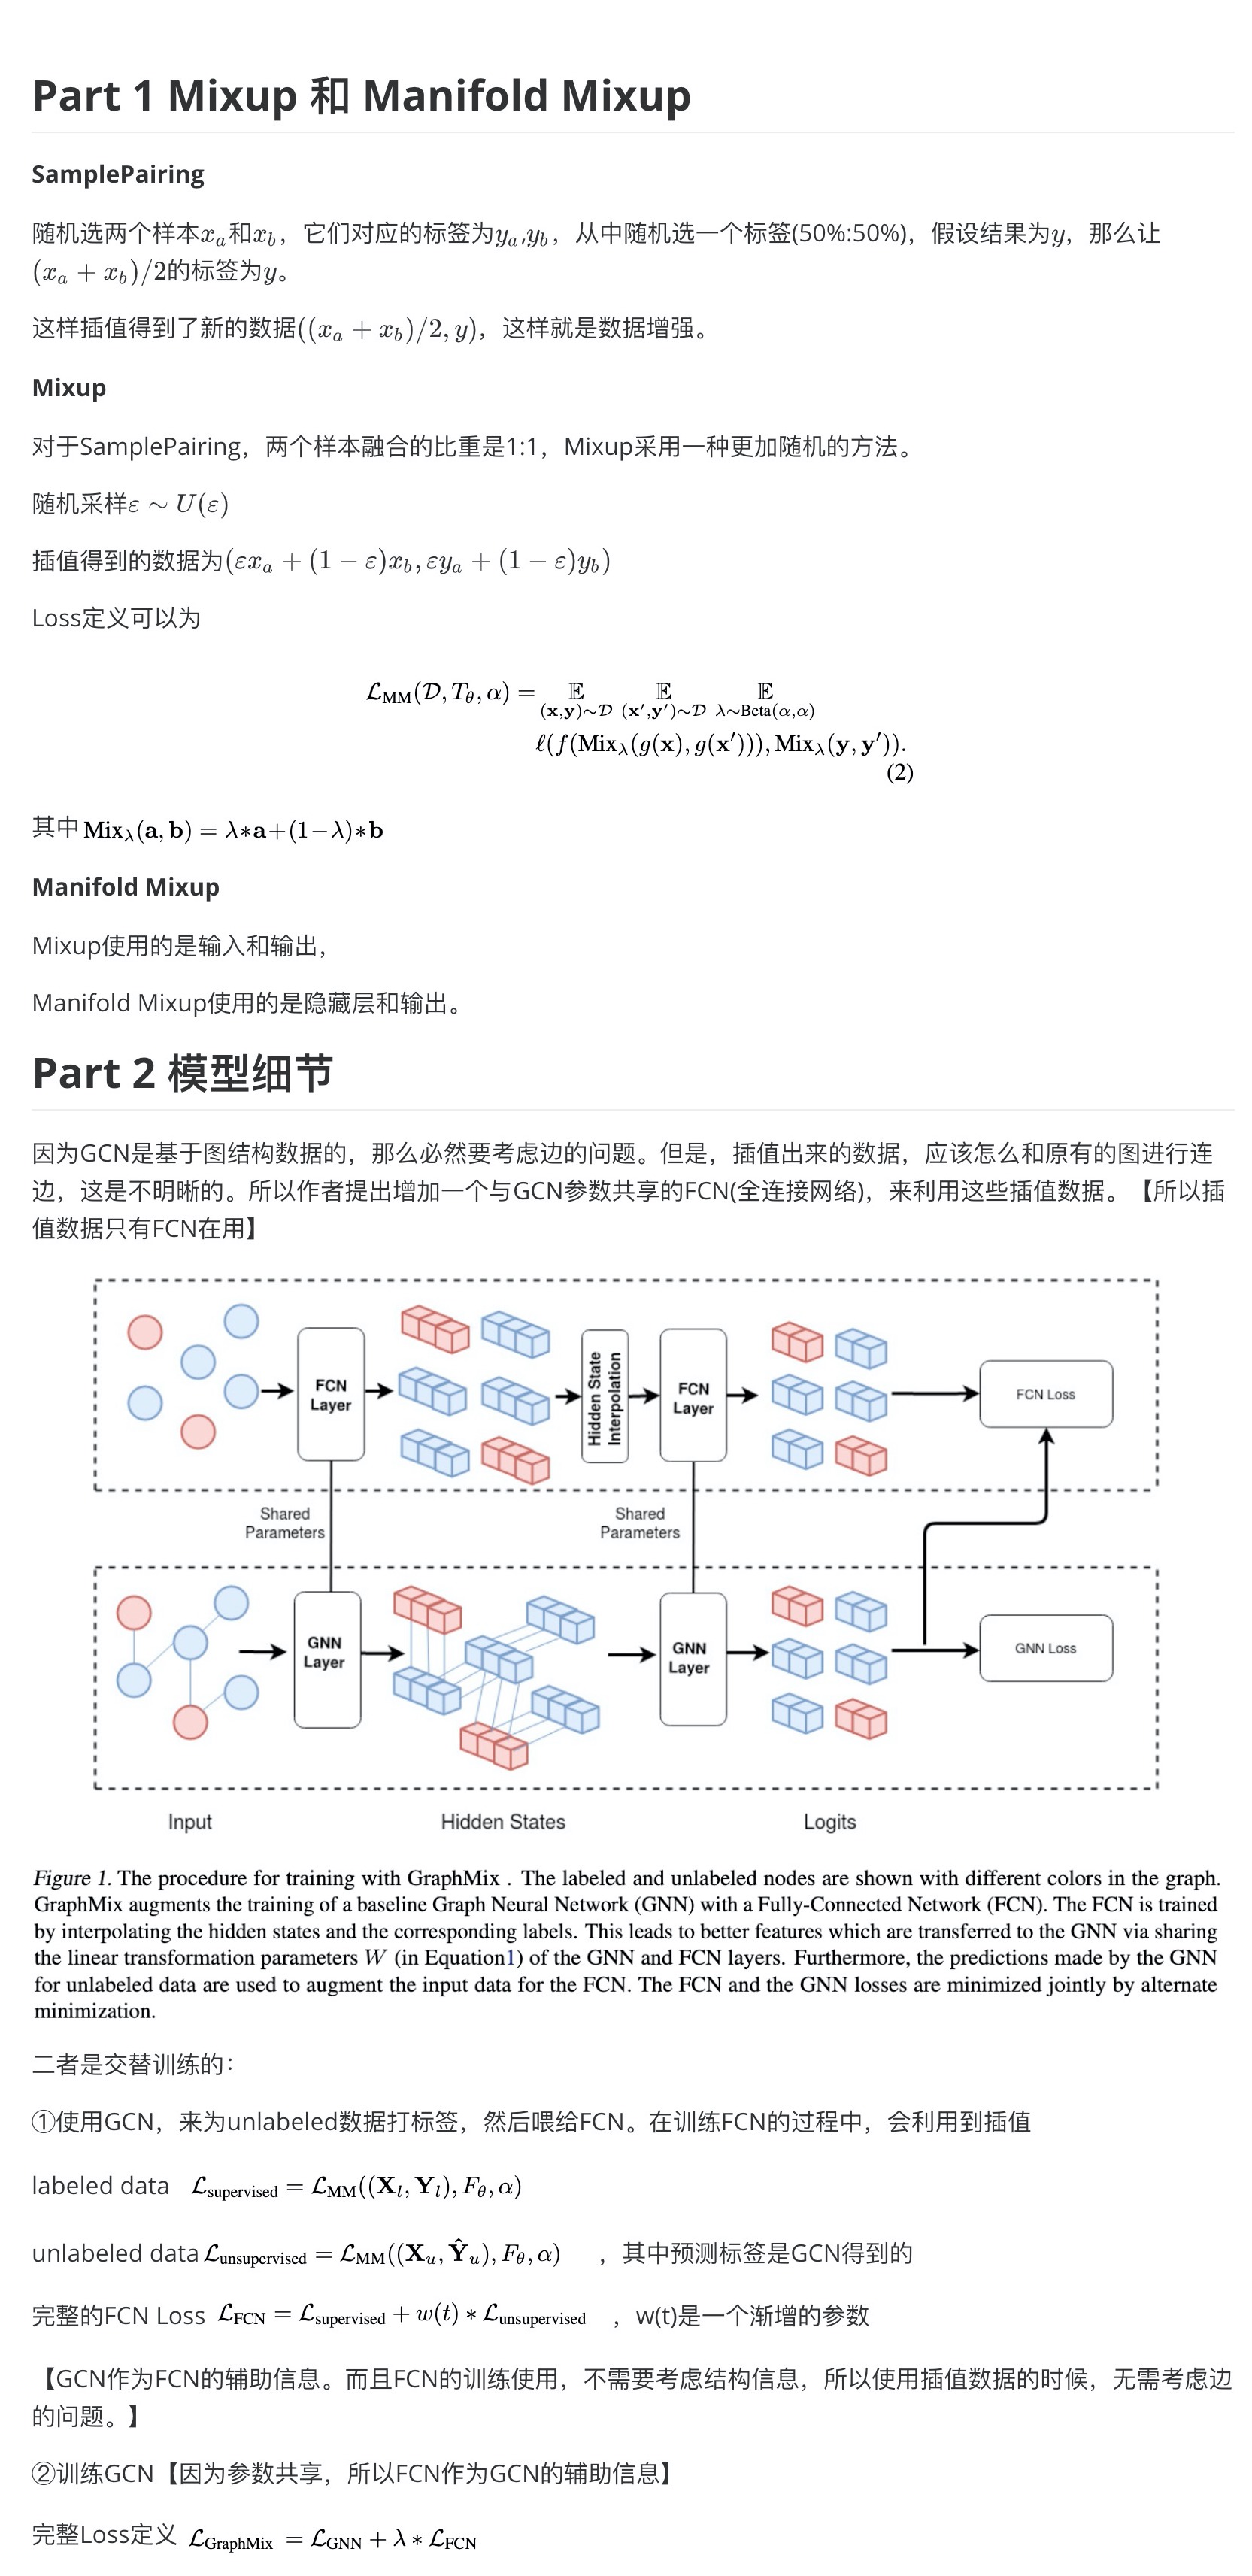 Part 1 Mixup 和 Manifold Mixup
SamplePairing
随机选两个样本$x_a$和$x_b$，它们对应的标签为$y_a$,$y_b$，从中随机选一个标签(50%:50%)，假设结果为$y$，那么让
$(x_a + x_b)/2$的标签为$y$。
这样插值得到了新的数据$((x_a + x_b)/2, y)$，这样就是数据增强。
Mixup
对于SamplePairing，两个样本融合的比重是1:1，Mixup采用一种更加随机的方法。
随机采样$\varepsilon \sim U(\varepsilon)$
插值得到的数据为$(\varepsilon x_a + (1 - \varepsilon)x_b, \varepsilon y_a + (1 - \varepsilon)y_b)$
Loss定义可以为
$\mathcal{L}_{\text{MM}}(\mathcal{D}, T_\theta, \alpha) = \mathbb{E}_{(\mathbf{x},\mathbf{y})\sim\mathcal{D}} \mathbb{E}_{(\mathbf{x}',\mathbf{y}')\sim\mathcal{D}} \mathbb{E}_{\lambda\sim\text{Beta}(\alpha,\alpha)}$
$\ell(f(\text{Mix}_\lambda(g(\mathbf{x}), g(\mathbf{x}'))), \text{Mix}_\lambda(\mathbf{y}, \mathbf{y}')).$
(2)
其中 $\text{Mix}_\lambda(\mathbf{a}, \mathbf{b}) = \lambda * \mathbf{a} + (1-\lambda) * \mathbf{b}$
Manifold Mixup
Mixup使用的是输入和输出，
Manifold Mixup使用的是隐藏层和输出。
Part 2 模型细节
因为GCN是基于图结构数据的，那么必然要考虑边的问题。但是，插值出来的数据，应该怎么和原有的图进行连
边，这是不明晰的。所以作者提出增加一个与GCN参数共享的FCN(全连接网络)，来利用这些插值数据。【所以插
值数据只有FCN在用】
FCN
Layer
Hidden State
Interpolation
FCN
Layer
FCN Loss
Shared
Parameters
Shared
Parameters
GNN
Layer
GNN
Layer
GNN Loss
Input
Hidden States
Logits
Figure 1. The procedure for training with GraphMix . The labeled and unlabeled nodes are shown with different colors in the graph.
GraphMix augments the training of a baseline Graph Neural Network (GNN) with a Fully-Connected Network (FCN). The FCN is trained
by interpolating the hidden states and the corresponding labels. This leads to better features which are transferred to the GNN via sharing
the linear transformation parameters $W$ (in Equation1) of the GNN and FCN layers. Furthermore, the predictions made by the GNN
for unlabeled data are used to augment the input data for the FCN. The FCN and the GNN losses are minimized jointly by alternate
minimization.
二者是交替训练的：
①使用GCN，来为unlabeled数据打标签，然后喂给FCN。在训练FCN的过程中，会利用到插值
labeled data $\mathcal{L}_{\text{supervised}} = \mathcal{L}_{\text{MM}}((\mathbf{X}_l, \mathbf{Y}_l), F_\theta, \alpha)$
unlabeled data $\mathcal{L}_{\text{unsupervised}} = \mathcal{L}_{\text{MM}}((\mathbf{X}_u, \hat{\mathbf{Y}}_u), F_\theta, \alpha)$ ，其中预测标签是GCN得到的
完整的FCN Loss $\mathcal{L}_{\text{FCN}} = \mathcal{L}_{\text{supervised}} + w(t) * \mathcal{L}_{\text{unsupervised}}$ ，w(t)是一个渐增的参数
【GCN作为FCN的辅助信息。而且FCN的训练使用，不需要考虑结构信息，所以使用插值数据的时候，无需考虑边
的问题。】
②训练GCN【因为参数共享，所以FCN作为GCN的辅助信息】
完整Loss定义 $\mathcal{L}_{\text{GraphMix}} = \mathcal{L}_{\text{GNN}} + \lambda * \mathcal{L}_{\text{FCN}}$